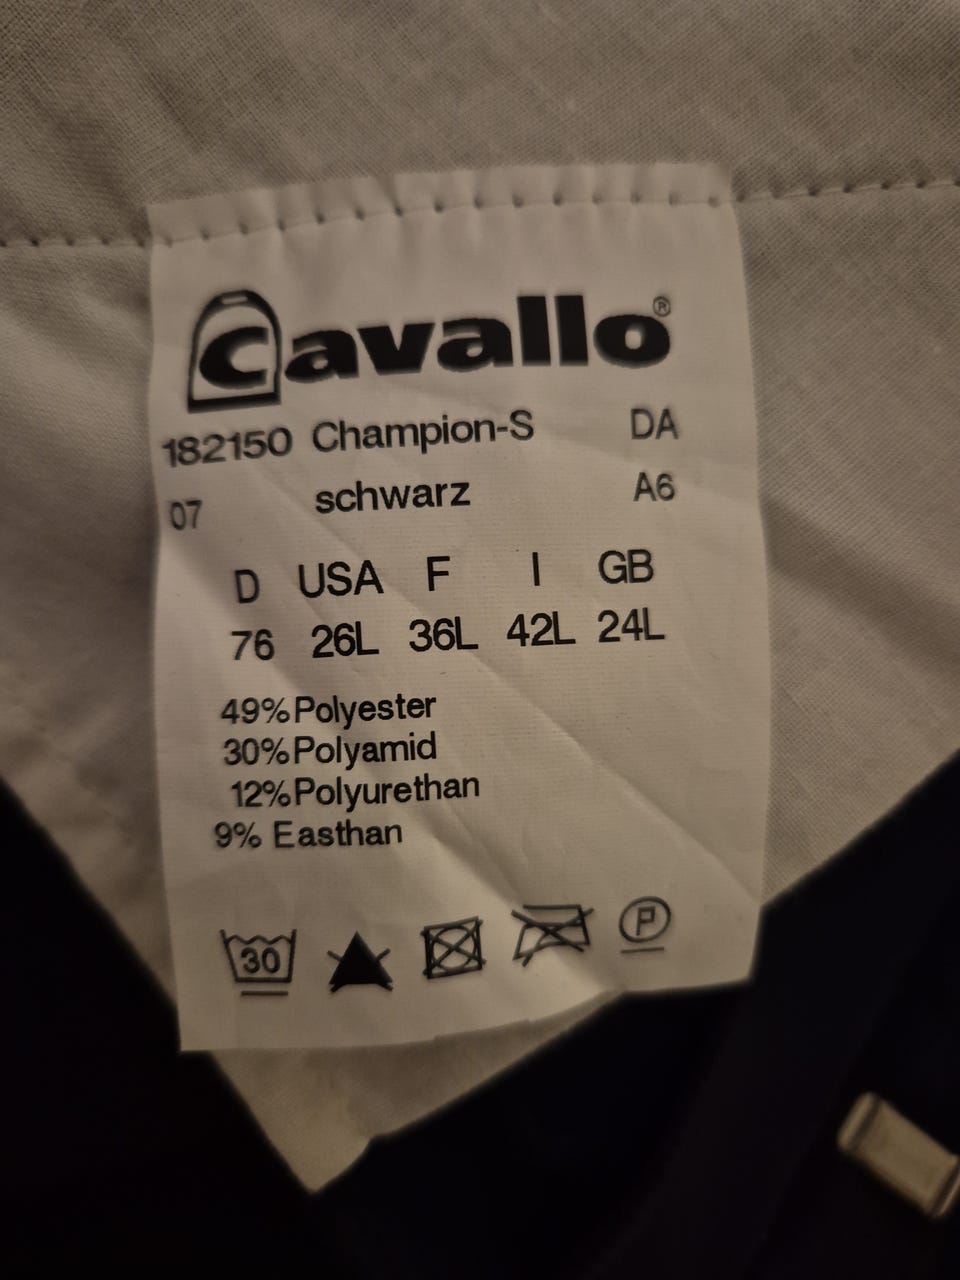 Cavallo®
182150 Champion-S DA
07 schwarz A6
D USA F I GB
76 26L 36L 42L 24L
49%Polyester
30%Polyamid
12%Polyurethan
9% Easthan
30 P